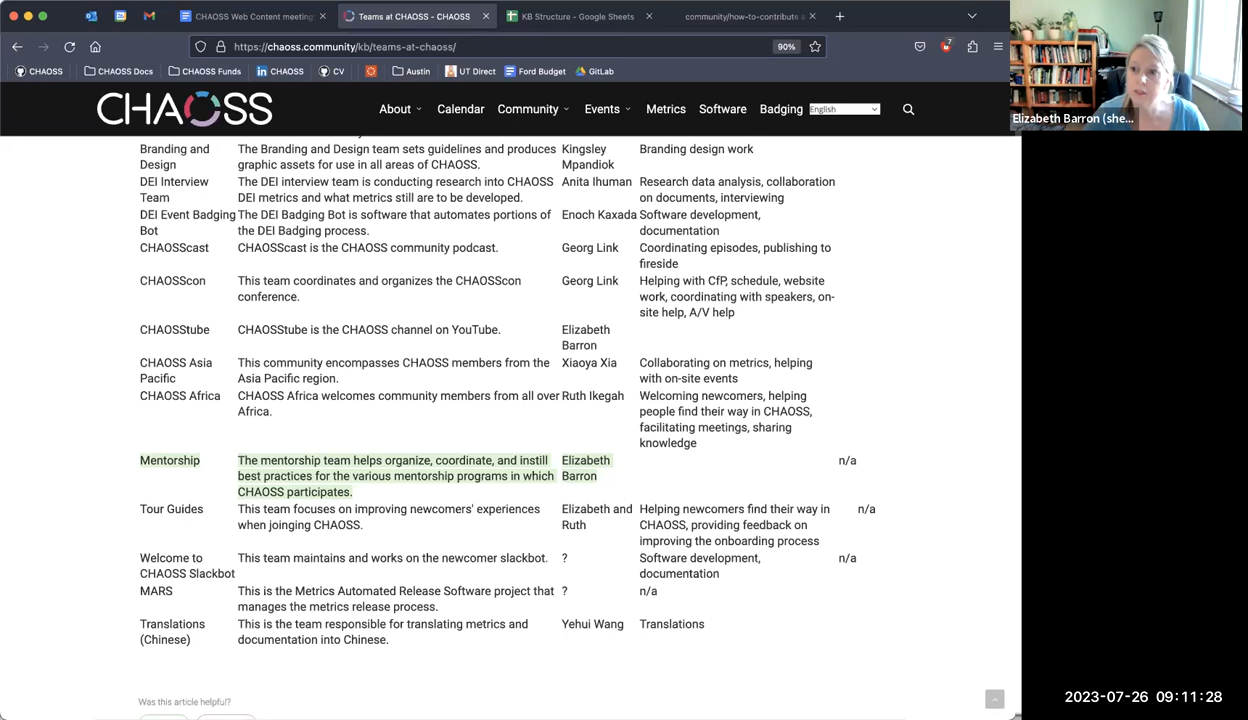 CHAOSS Web Content meeting
Teams at CHAOSS - CHAOSS
KB Structure - Google Sheets
community/how-to-contribute
https://chaoss.community/kb/teams-at-chaoss/
90%
7
CHAOSS
CHAOSS Docs
CHAOSS Funds
CHAOSS
CV
Austin
UT Direct
Ford Budget
GitLab
CHAOSS
About
Calendar
Community
Events
Metrics
Software
Badging
English
Elizabeth Barron (she...
Branding and The Branding and Design team sets guidelines and produces Kingsley Branding design work
Design graphic assets for use in all areas of CHAOSS. Mpandiok
DEI Interview The DEI interview team is conducting research into CHAOSS Anita Ihuman Research data analysis, collaboration
Team DEI metrics and what metrics still are to be developed. on documents, interviewing
DEI Event Badging The DEI Badging Bot is software that automates portions of Enoch Kaxada Software development,
Bot the DEI Badging process. documentation
CHAOSScast CHAOSScast is the CHAOSS community podcast. Georg Link Coordinating episodes, publishing to
fireside
CHAOSScon This team coordinates and organizes the CHAOSScon Georg Link Helping with CfP, schedule, website
conference. work, coordinating with speakers, on-
site help, A/V help
CHAOSStube CHAOSStube is the CHAOSS channel on YouTube. Elizabeth
Barron
CHAOSS Asia This community encompasses CHAOSS members from the Xiaoya Xia Collaborating on metrics, helping
Pacific Asia Pacific region. with on-site events
CHAOSS Africa CHAOSS Africa welcomes community members from all over Ruth Ikegah Welcoming newcomers, helping
Africa. people find their way in CHAOSS,
facilitating meetings, sharing
knowledge
Mentorship The mentorship team helps organize, coordinate, and instill Elizabeth n/a
best practices for the various mentorship programs in which Barron
CHAOSS participates.
Tour Guides This team focuses on improving newcomers' experiences Elizabeth and Helping newcomers find their way in n/a
when joinging CHAOSS. Ruth CHAOSS, providing feedback on
improving the onboarding process
Welcome to This team maintains and works on the newcomer slackbot. ? Software development, n/a
CHAOSS Slackbot documentation
MARS This is the Metrics Automated Release Software project that ? n/a
manages the metrics release process.
Translations This is the team responsible for translating metrics and Yehui Wang Translations
(Chinese) documentation into Chinese.
Was this article helpful?
2023-07-26 09:11:28